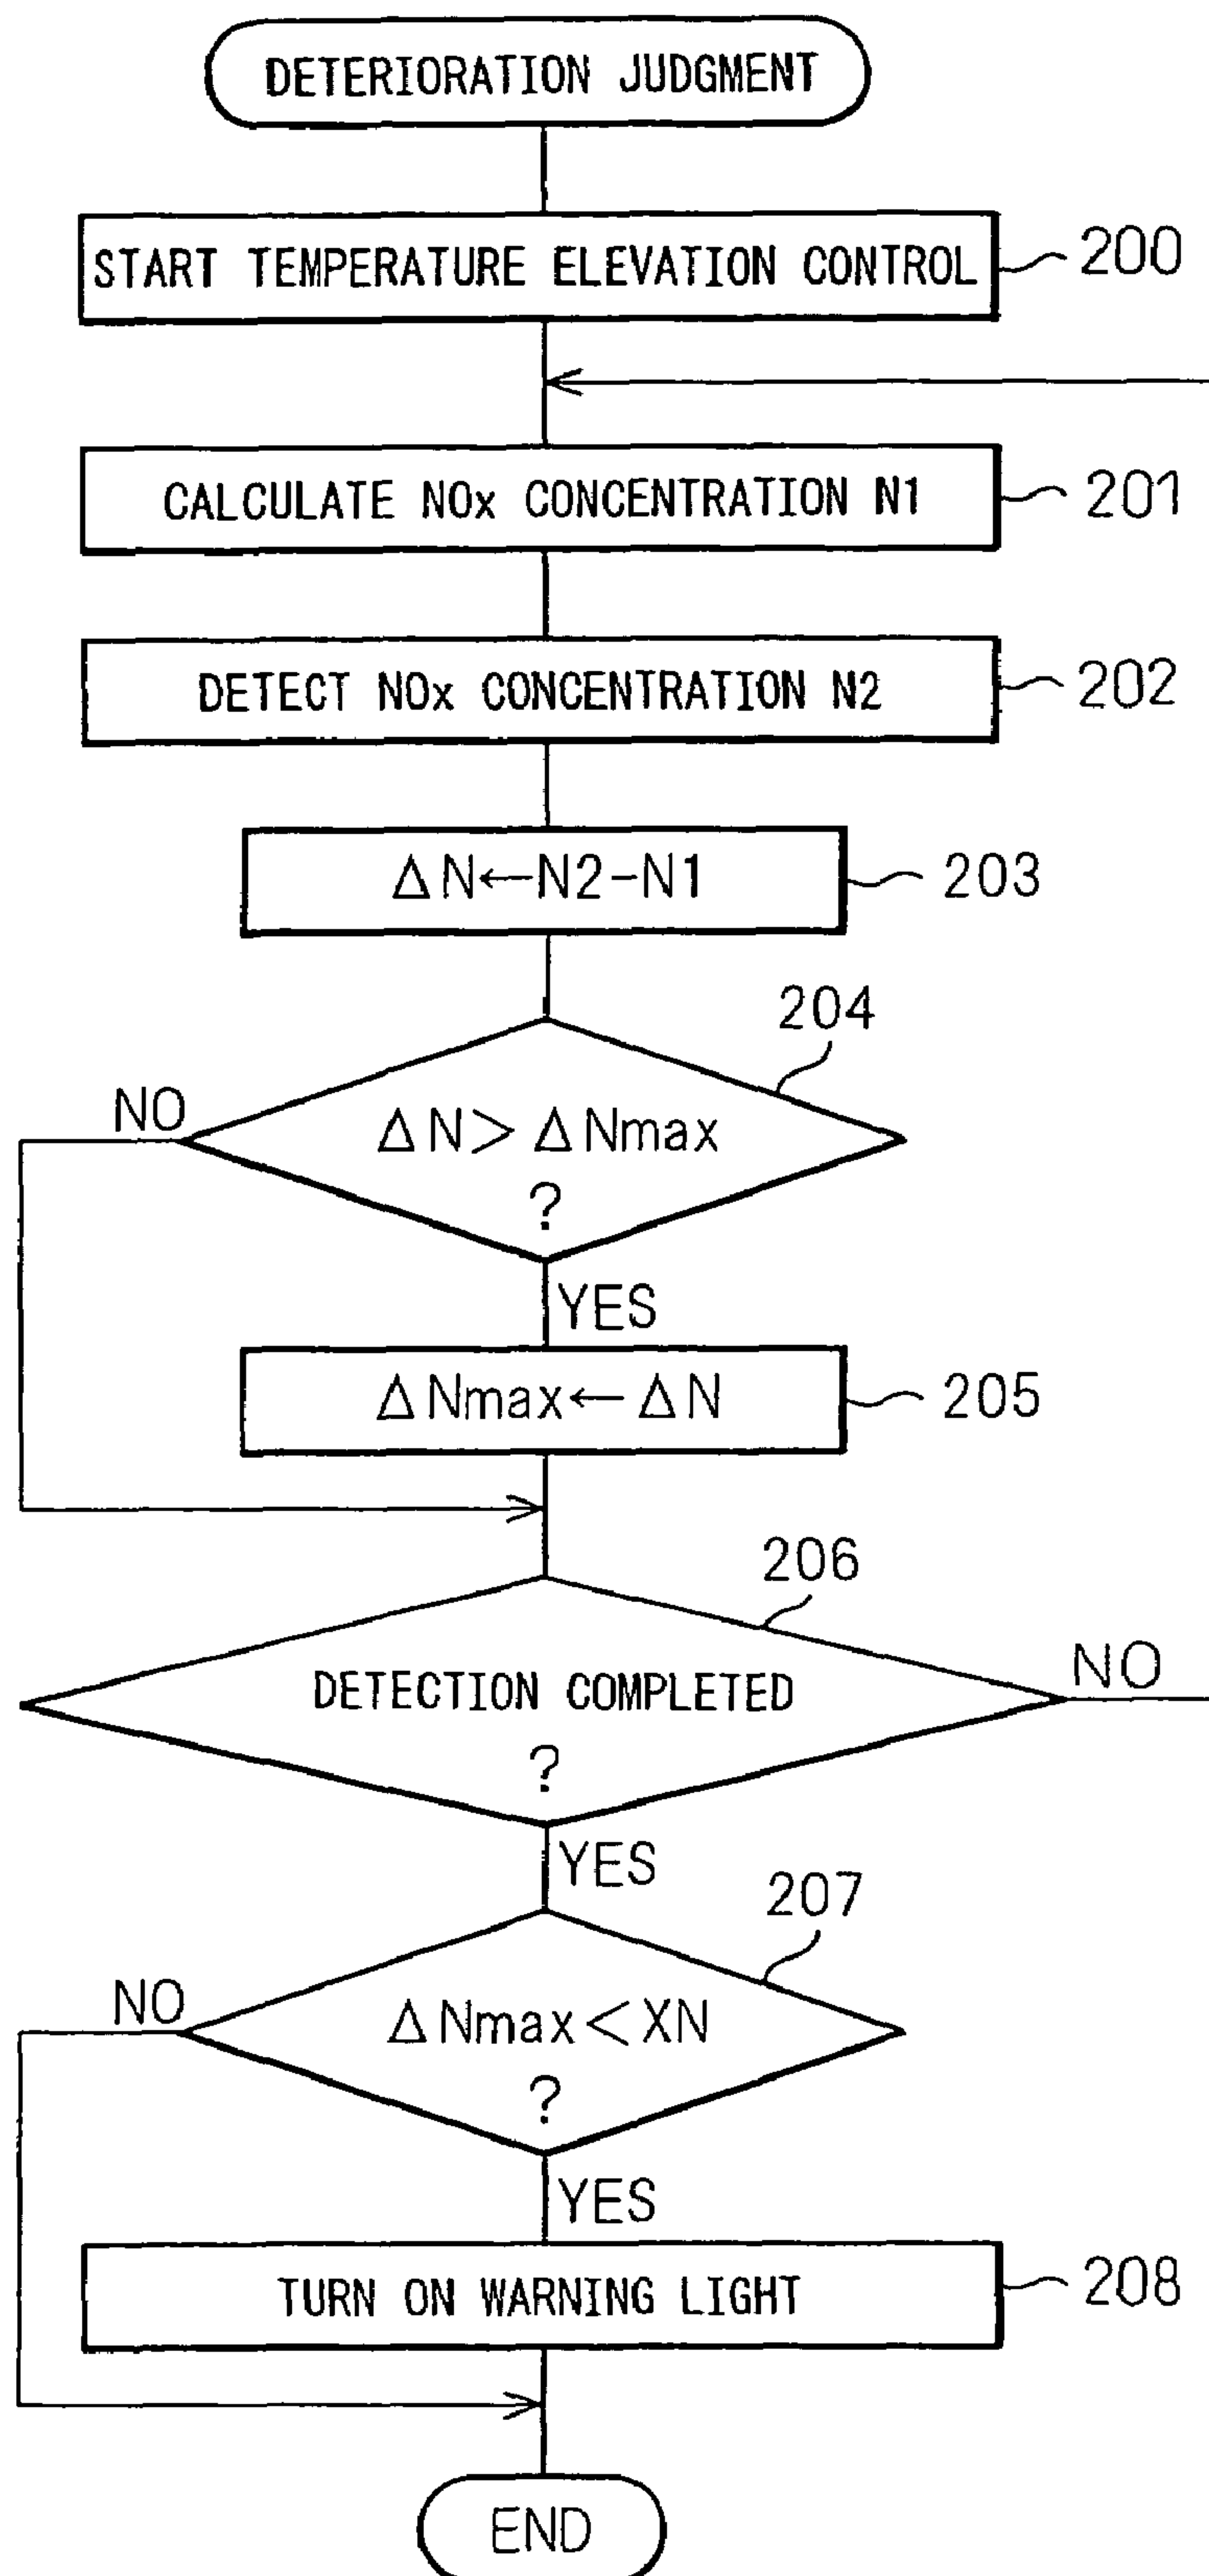 DETERIORATION JUDGMENT
START TEMPERATURE ELEVATION CONTROL
200
CALCULATE NOx CONCENTRATION N1
201
DETECT NOx CONCENTRATION N2
202
ΔN←N2-N1
203
204
NO
ΔN>ΔNmax
?
YES
ΔNmax←ΔN
205
206
DETECTION COMPLETED
?
NO
YES
207
NO
ΔNmax<XN
?
YES
TURN ON WARNING LIGHT
208
END